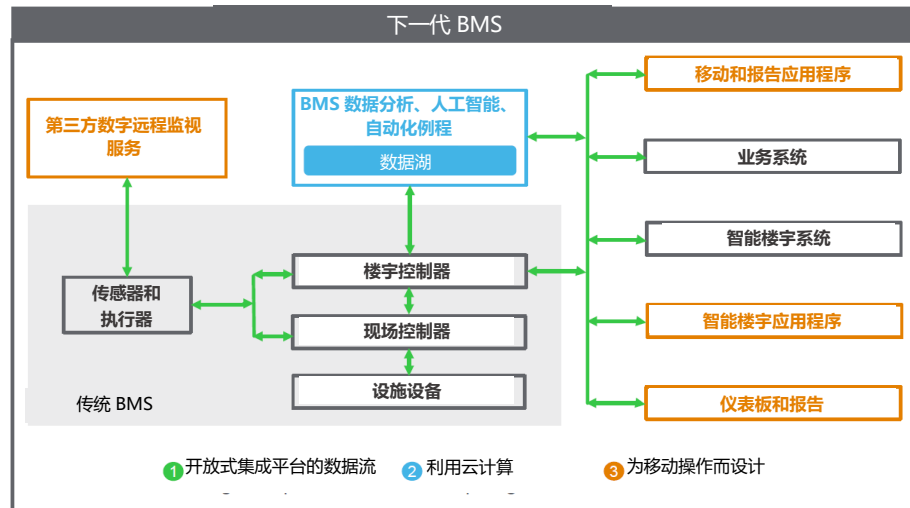 下一代 BMS
第三方数字远程监视
服务
BMS 数据分析、人工智能、
自动化例程
数据湖
移动和报告应用程序
业务系统
智能楼宇系统
智能楼宇应用程序
仪表板和报告
传感器和
执行器
楼宇控制器
现场控制器
设施设备
传统 BMS
1 开放式集成平台的数据流
2 利用云计算
3 为移动操作而设计